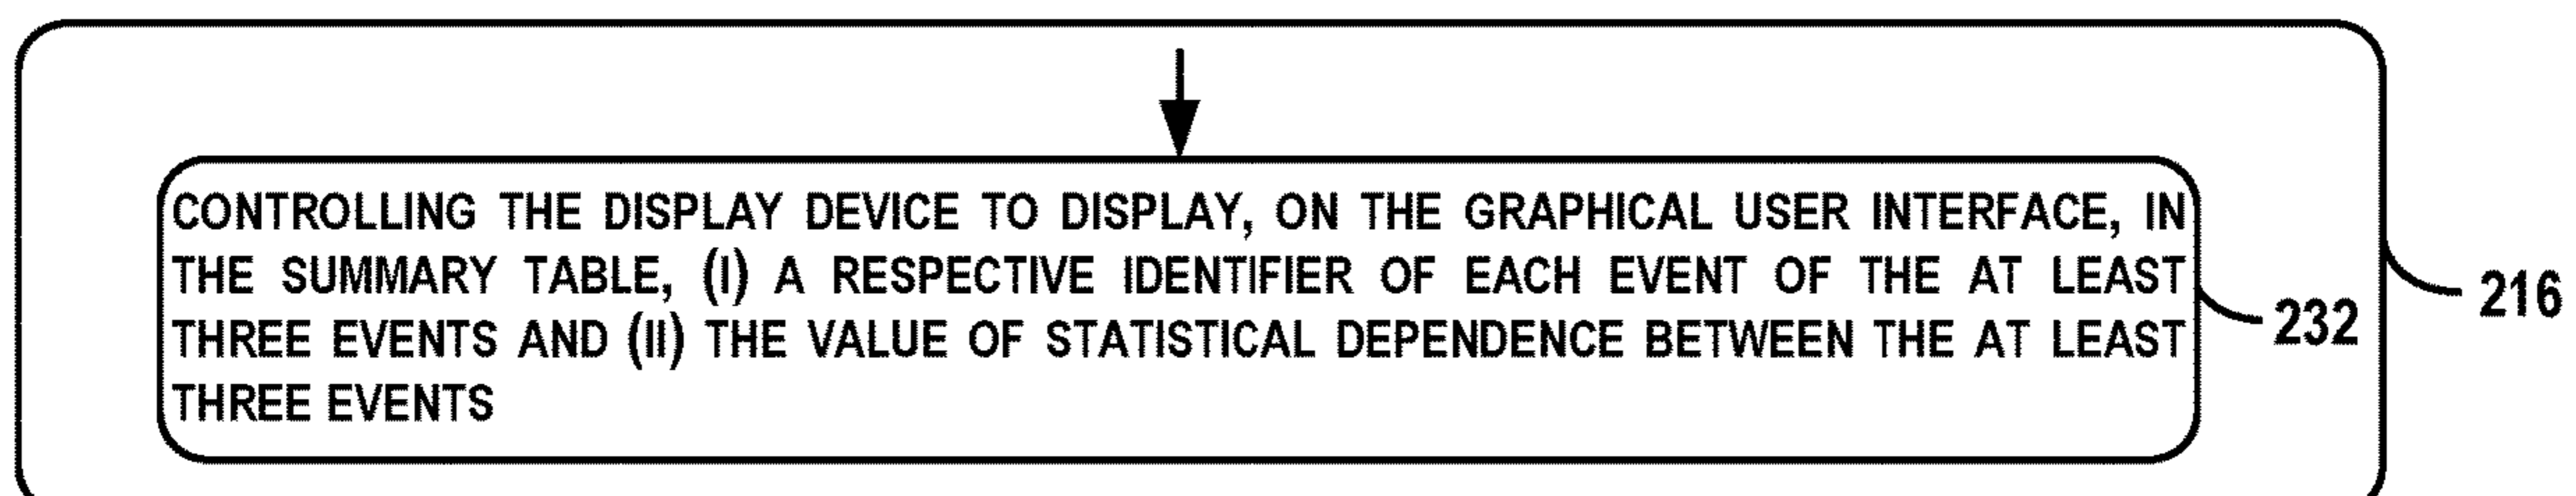 CONTROLLING THE DISPLAY DEVICE TO DISPLAY, ON THE GRAPHICAL USER INTERFACE, IN
THE SUMMARY TABLE, (I) A RESPECTIVE IDENTIFIER OF EACH EVENT OF THE AT LEAST
THREE EVENTS AND (II) THE VALUE OF STATISTICAL DEPENDENCE BETWEEN THE AT LEAST
THREE EVENTS
232
216